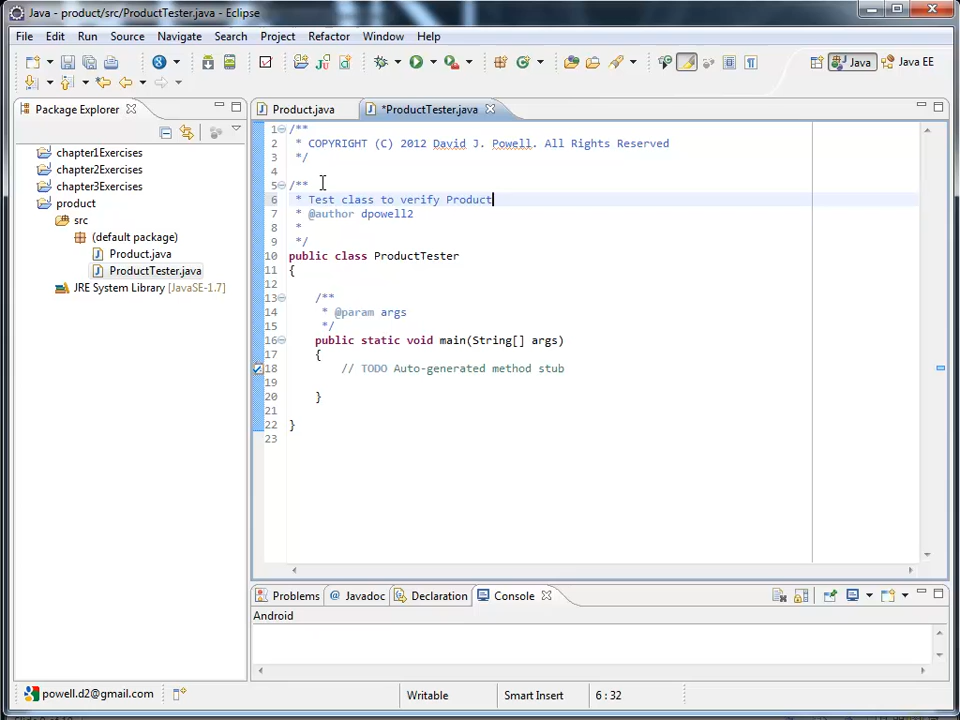 Java - product/src/ProductTester.java - Eclipse
File Edit Run Source Navigate Search Project Refactor Window Help
Java Java EE
Package Explorer
Product.java *ProductTester.java
chapter1Exercises
chapter2Exercises
chapter3Exercises
product
src
(default package)
Product.java
ProductTester.java
JRE System Library [JavaSE-1.7]
1 /**
2 * COPYRIGHT (C) 2012 David J. Powell. All Rights Reserved
3 */
4
5 /**
6 * Test class to verify Product
7 * @author dpowell2
8 *
9 */
10 public class ProductTester
11 {
12
13 /**
14 * @param args
15 */
16 public static void main(String[] args)
17 {
18 // TODO Auto-generated method stub
19
20 }
21
22 }
23
Problems Javadoc Declaration Console
Android
powell.d2@gmail.com Writable Smart Insert 6 : 32